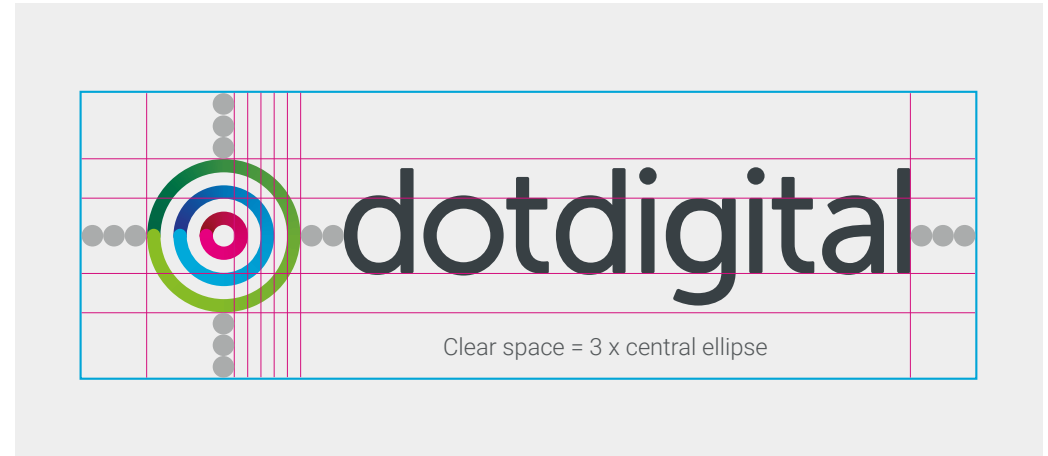 dotdigital
Clear space = 3 x central ellipse